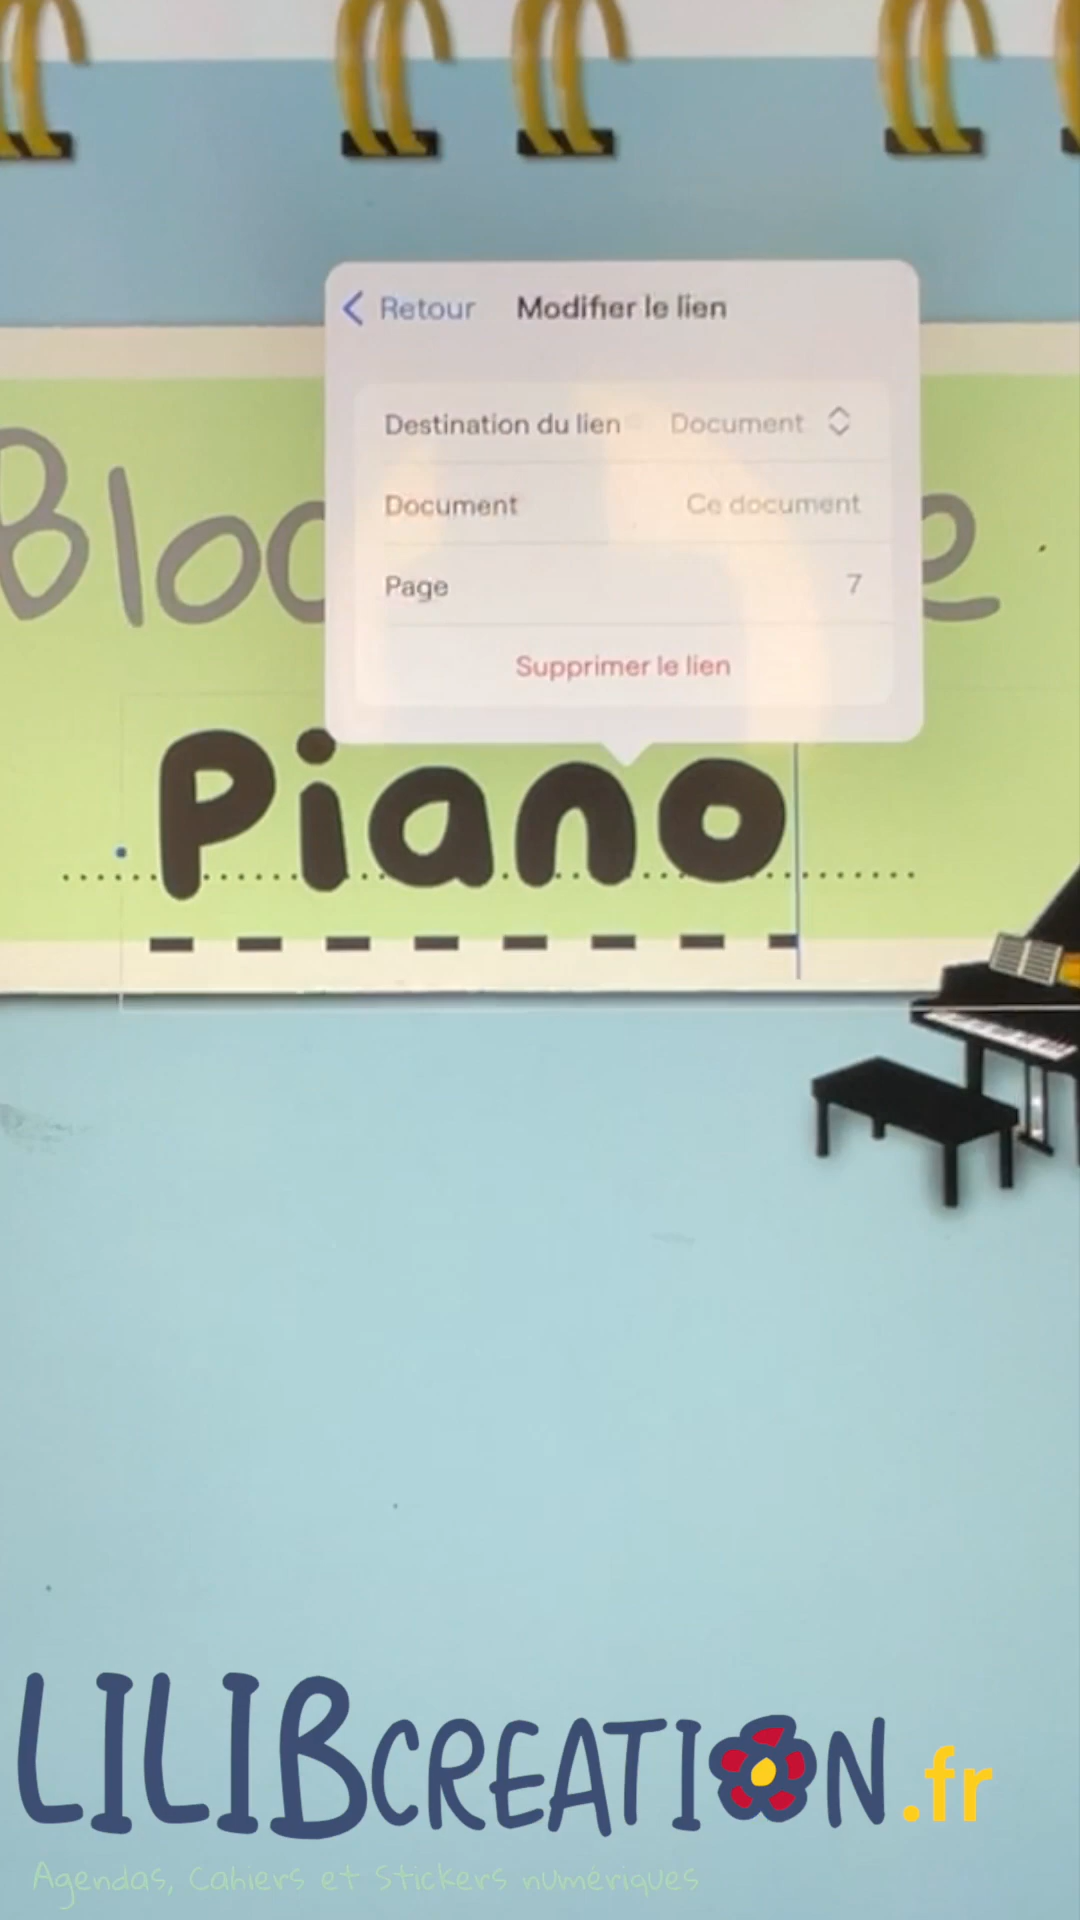 Retour Modifier le lien
Destination du lien Document
Document Ce document
Page 7
Supprimer le lien
Piano
LILIBCREATION.fr
Agendas, Cahiers et Stickers numériques